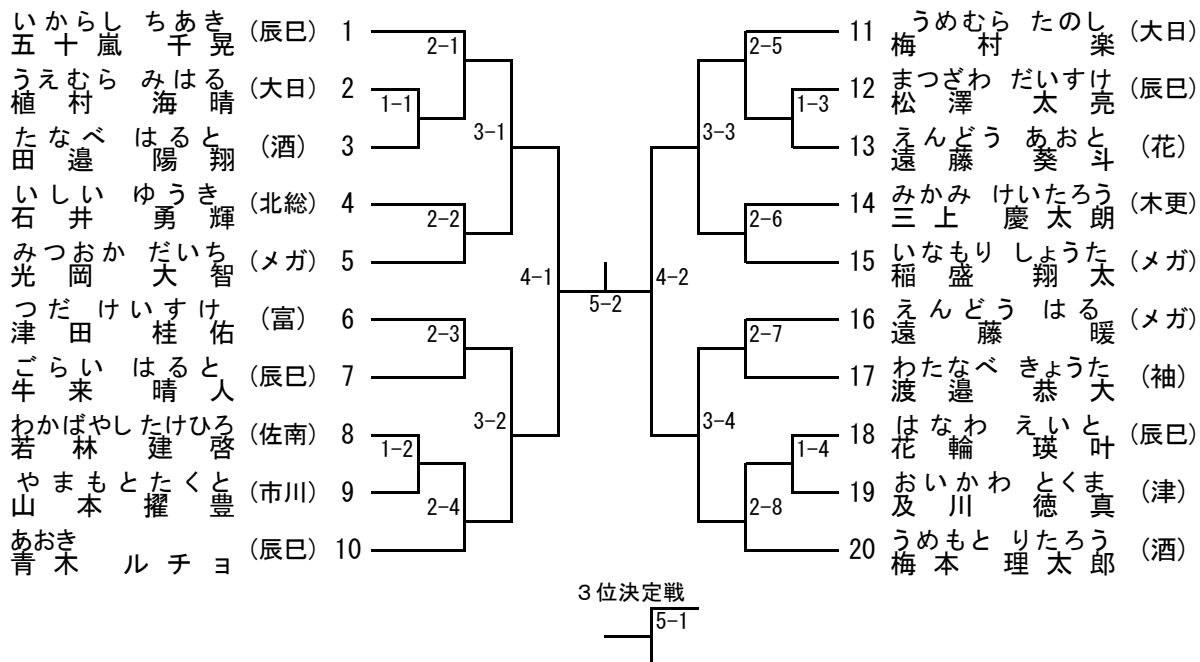 いからし ちあき
五十嵐 千晃 (辰巳) 1
うえむら みはる
植村 海晴 (大日) 2
たなべ はると
田邉 陽翔 (酒) 3
いしい ゆうき
石井 勇輝 (北総) 4
みつおか だいち
光岡 大智 (メガ) 5
つだ けいすけ
津田 桂佑 (富) 6
ごらい はると
牛来 晴人 (辰巳) 7
わかばやし たけひろ
若林 建啓 (佐南) 8
やまもと たくと
山本 擢豊 (市川) 9
あおき
青木 ルチョ (辰巳) 10
2-1
1-1
3-1
2-2
4-1
2-3
3-2
1-2
2-4
5-2
2-5
1-3
3-3
2-6
4-2
2-7
3-4
1-4
2-8
うめむら たのし
11 梅村 楽 (大日)
まつざわ だいすけ
12 松澤 太亮 (辰巳)
えんどう あおと
13 遠藤 葵斗 (花)
みかみ けいたろう
14 三上 慶太朗 (木更)
いなもり しょうた
15 稲盛 翔太 (メガ)
えんどう はる
16 遠藤 暖 (メガ)
わたなべ きょうた
17 渡邉 恭大 (袖)
はなわ えいと
18 花輪 瑛叶 (辰巳)
おいかわ とくま
19 及川 徳真 (津)
うめもと りたろう
20 梅本 理太郎 (酒)
3位決定戦
5-1